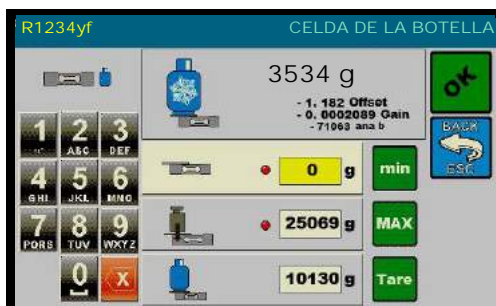 R1234yf CELDA DE LA BOTELLA
3534 g
- 1, 182 Offset
- 0, 0002089 Gain
- 71063 ana b
OK
BACK
ESC
1 2 3
ABC DEF
4 5 6
GHI JKL MNO
7 8 9
PQRS TUV WXYZ
0 X
0 g min
25069 g MAX
10130 g Tare